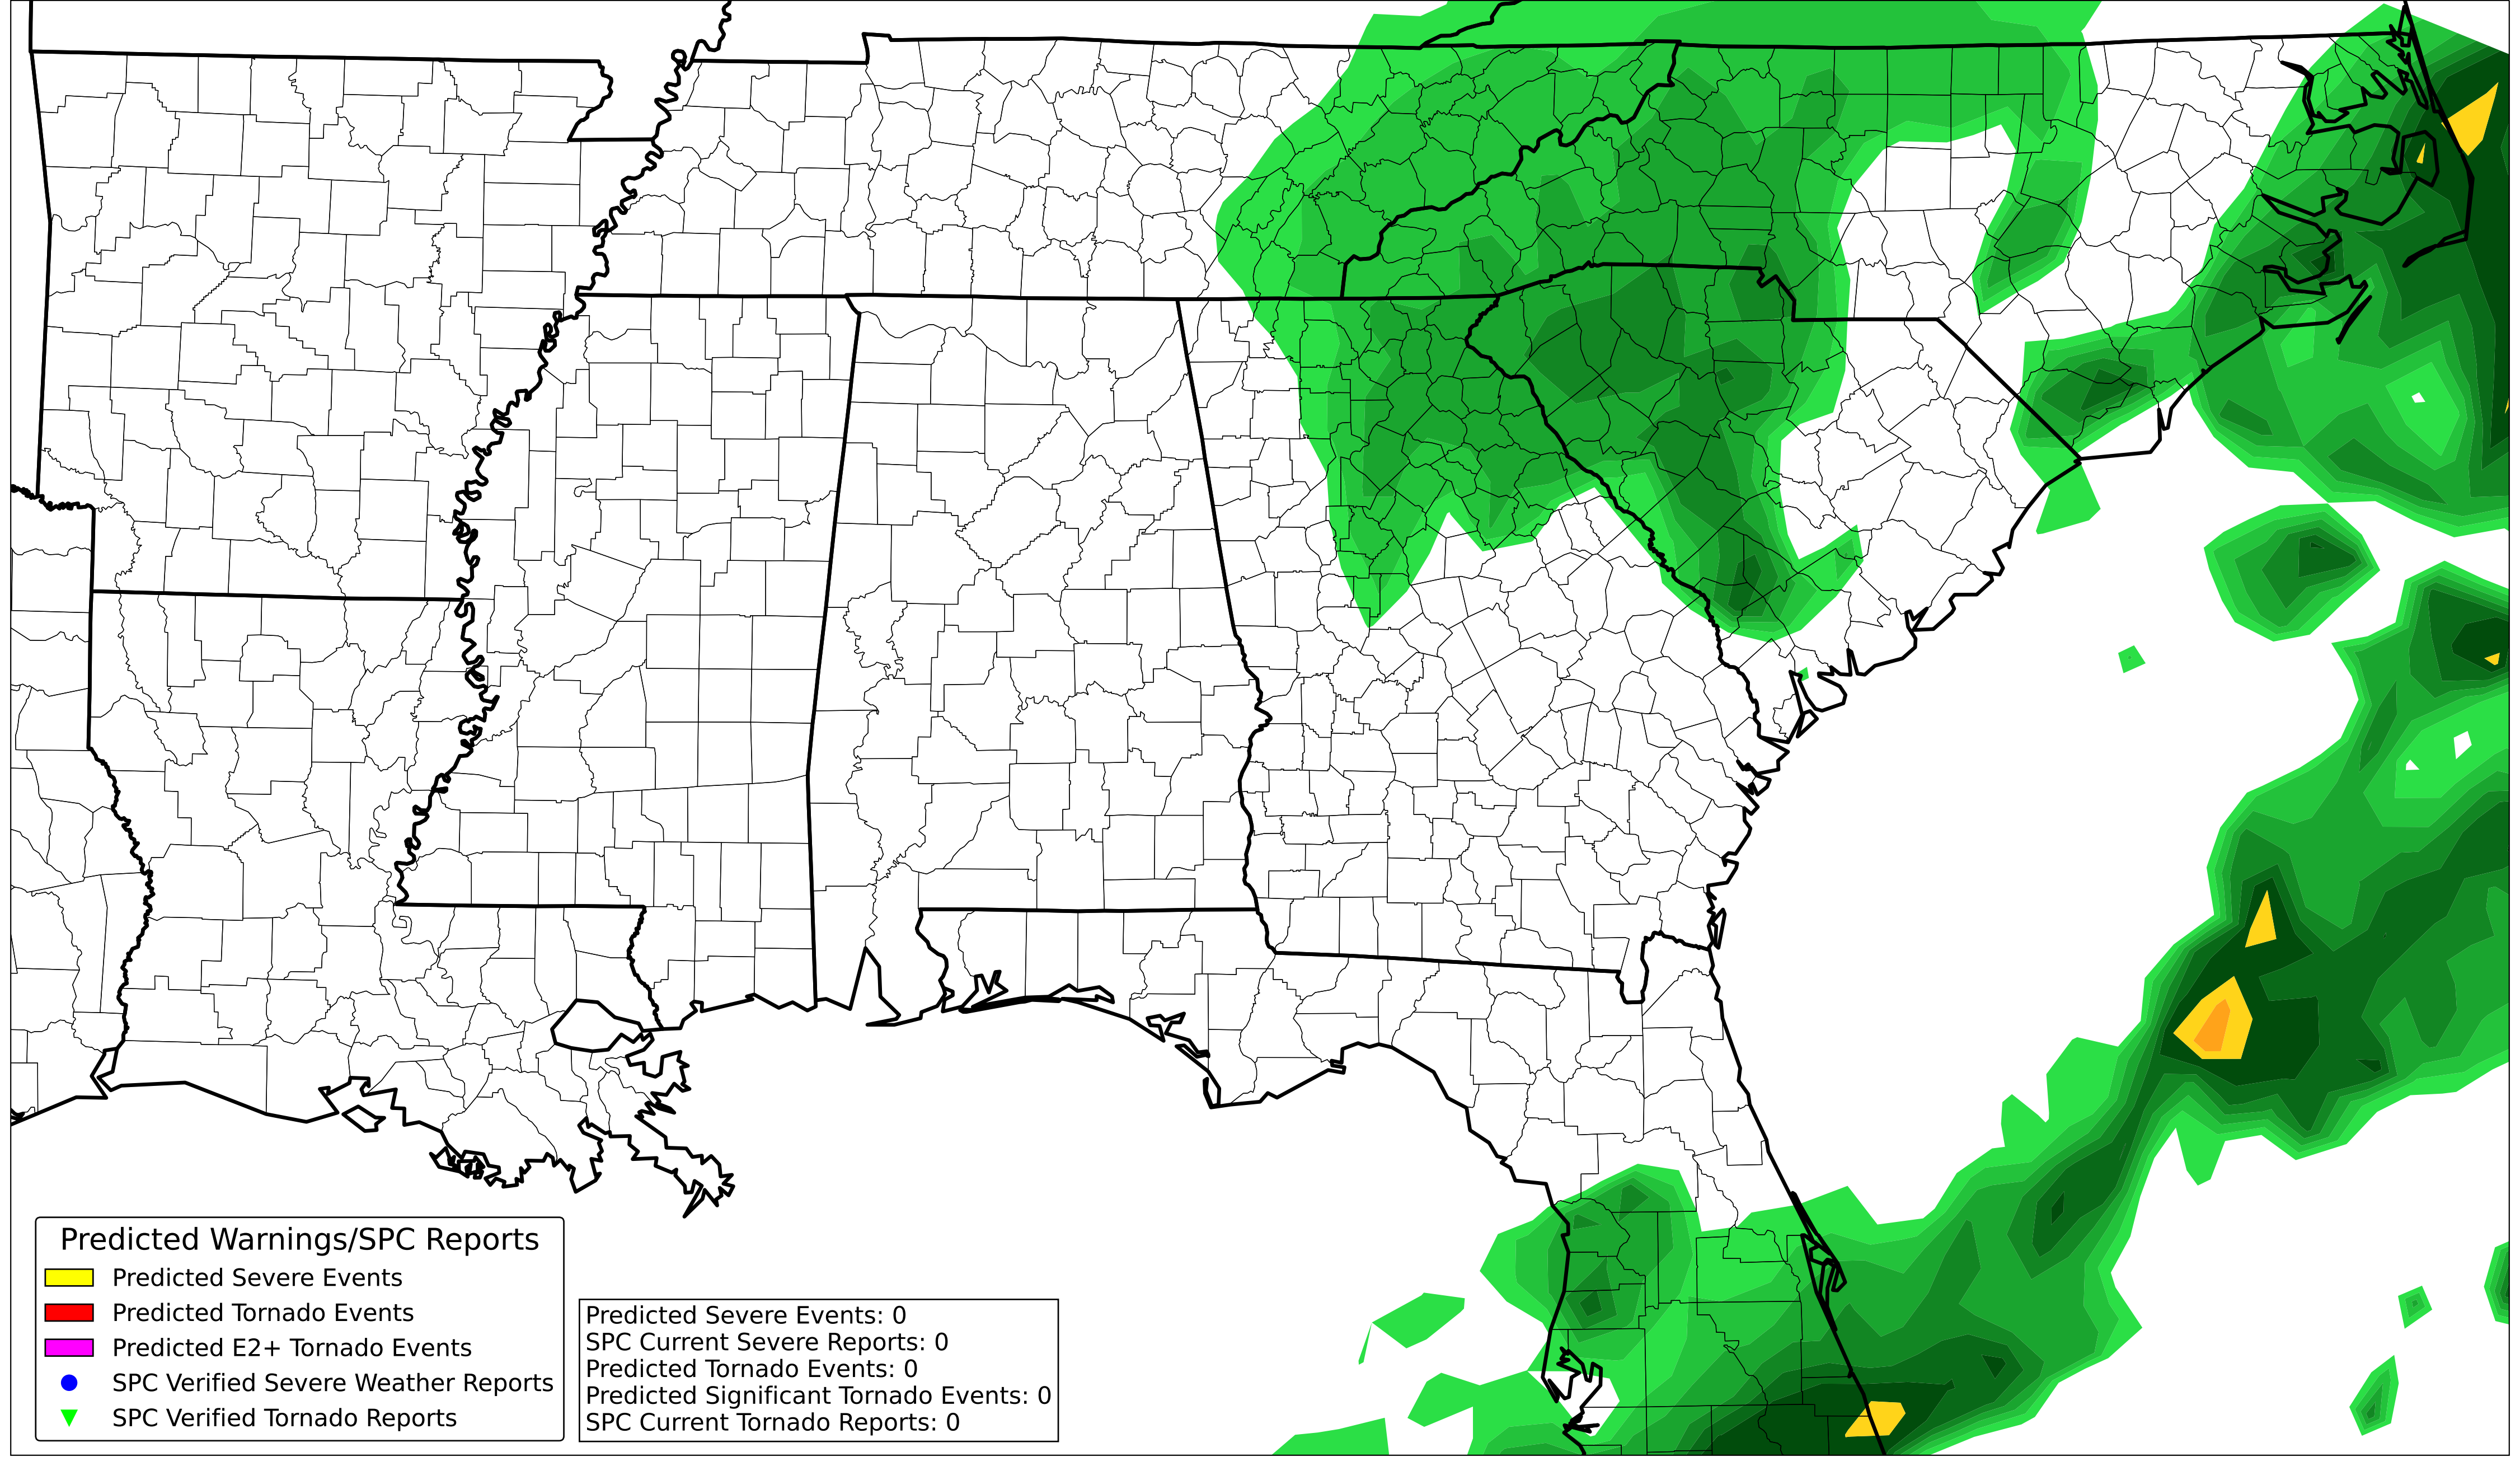 Predicted Warnings/SPC Reports
Predicted Severe Events
Predicted Tornado Events
Predicted E2+ Tornado Events
SPC Verified Severe Weather Reports
SPC Verified Tornado Reports
Predicted Severe Events: 0
SPC Current Severe Reports: 0
Predicted Tornado Events: 0
Predicted Significant Tornado Events: 0
SPC Current Tornado Reports: 0